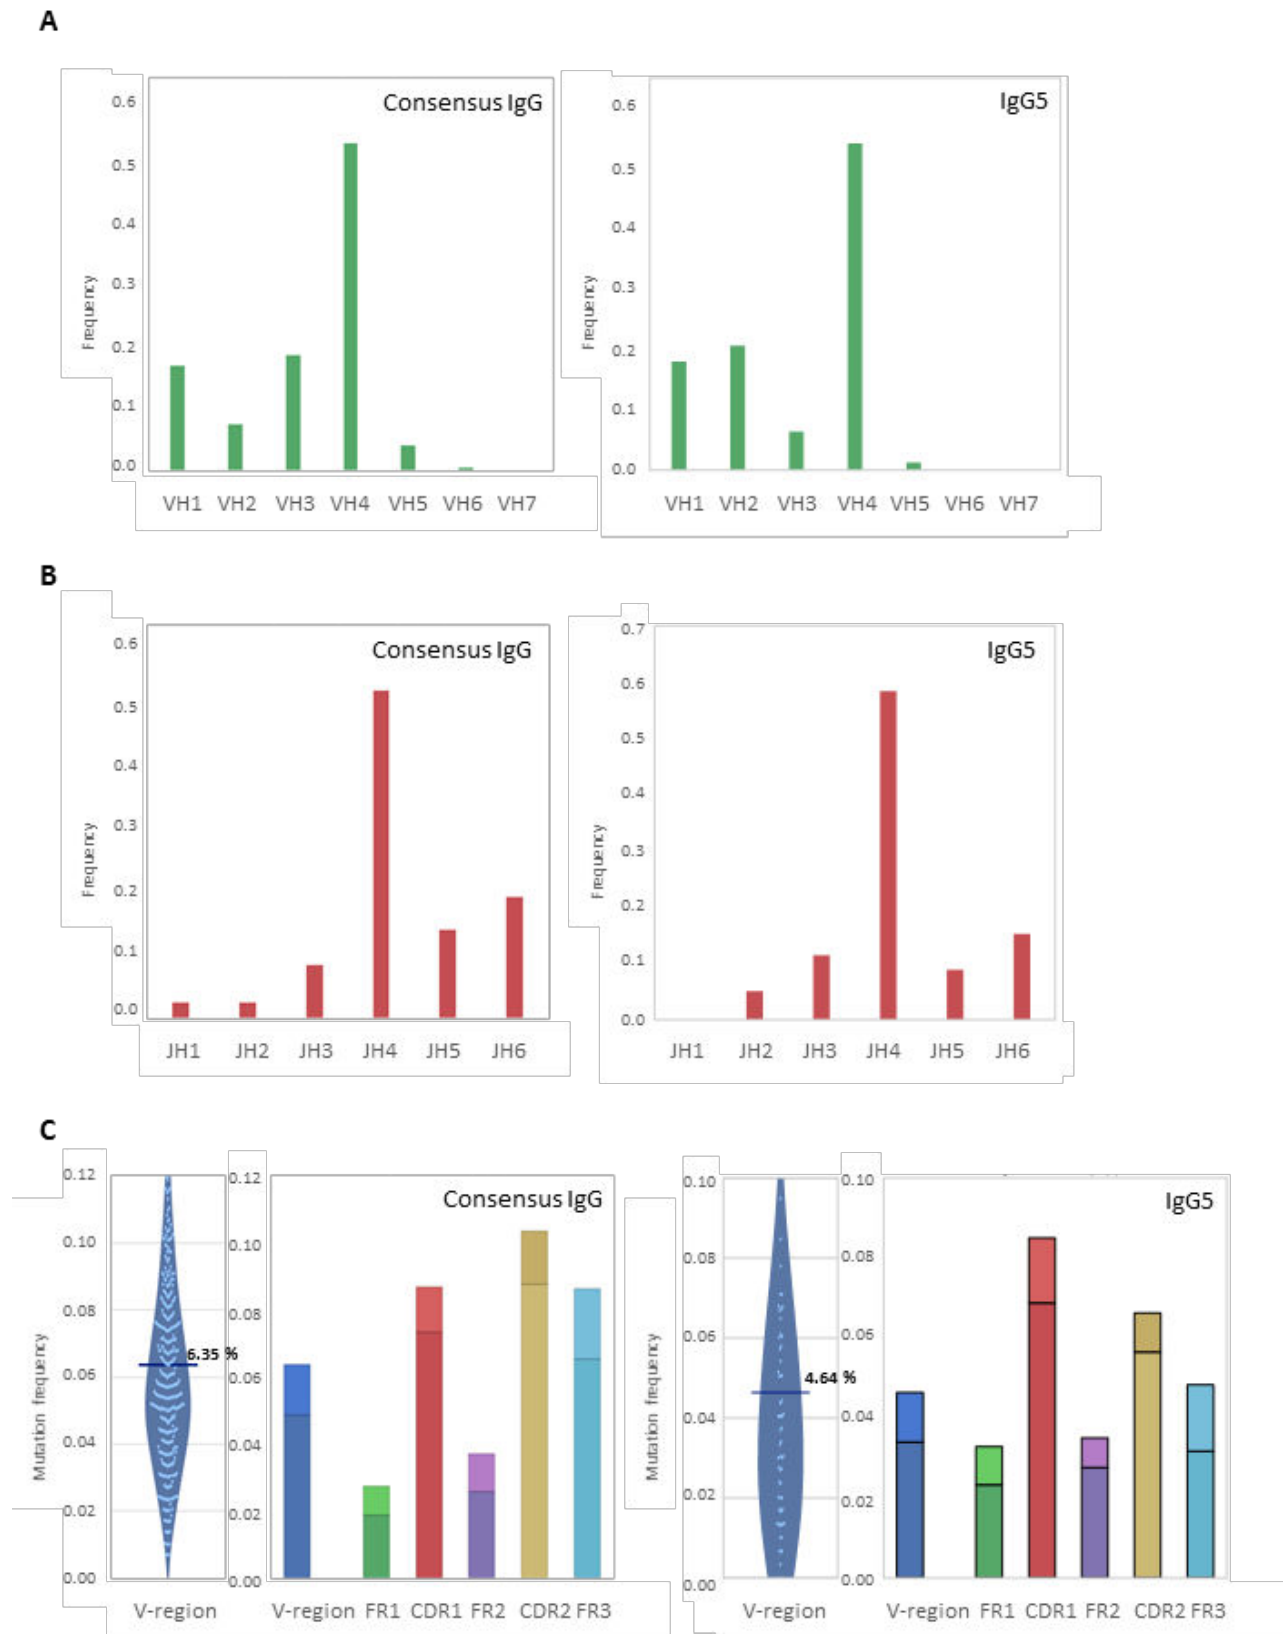 A
Consensus IgG
0.6
0.5
0.4
0.3
0.2
0.1
0.0
Frequency
VH1 VH2 VH3 VH4 VH5 VH6 VH7
IgG5
0.6
0.5
0.4
0.3
0.2
0.1
0.0
Frequency
VH1 VH2 VH3 VH4 VH5 VH6 VH7
B
Consensus IgG
0.6
0.5
0.4
0.3
0.2
0.1
0.0
Frequency
JH1 JH2 JH3 JH4 JH5 JH6
IgG5
0.7
0.6
0.5
0.4
0.3
0.2
0.1
0.0
Frequency
JH1 JH2 JH3 JH4 JH5 JH6
C
0.12
0.10
0.08
0.06
0.04
0.02
0.00
Mutation frequency
6.35 %
V-region
Consensus IgG
0.12
0.10
0.08
0.06
0.04
0.02
0.00
V-region FR1 CDR1 FR2 CDR2 FR3
0.10
0.08
0.06
0.04
0.02
0.00
Mutation frequency
4.64 %
V-region
IgG5
0.10
0.08
0.06
0.04
0.02
0.00
V-region FR1 CDR1 FR2 CDR2 FR3